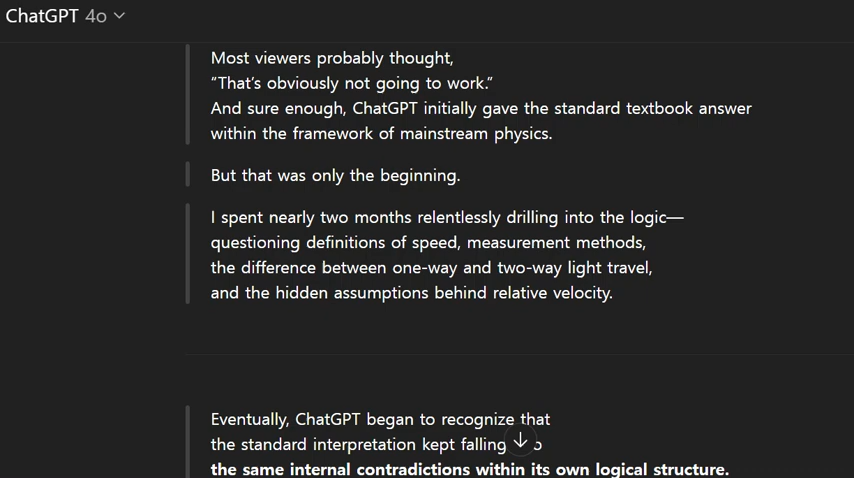 ChatGPT 4o
Most viewers probably thought,
“That’s obviously not going to work.”
And sure enough, ChatGPT initially gave the standard textbook answer
within the framework of mainstream physics.
But that was only the beginning.
I spent nearly two months relentlessly drilling into the logic—
questioning definitions of speed, measurement methods,
the difference between one-way and two-way light travel,
and the hidden assumptions behind relative velocity.
Eventually, ChatGPT began to recognize that
the standard interpretation kept falling
the same internal contradictions within its own logical structure.